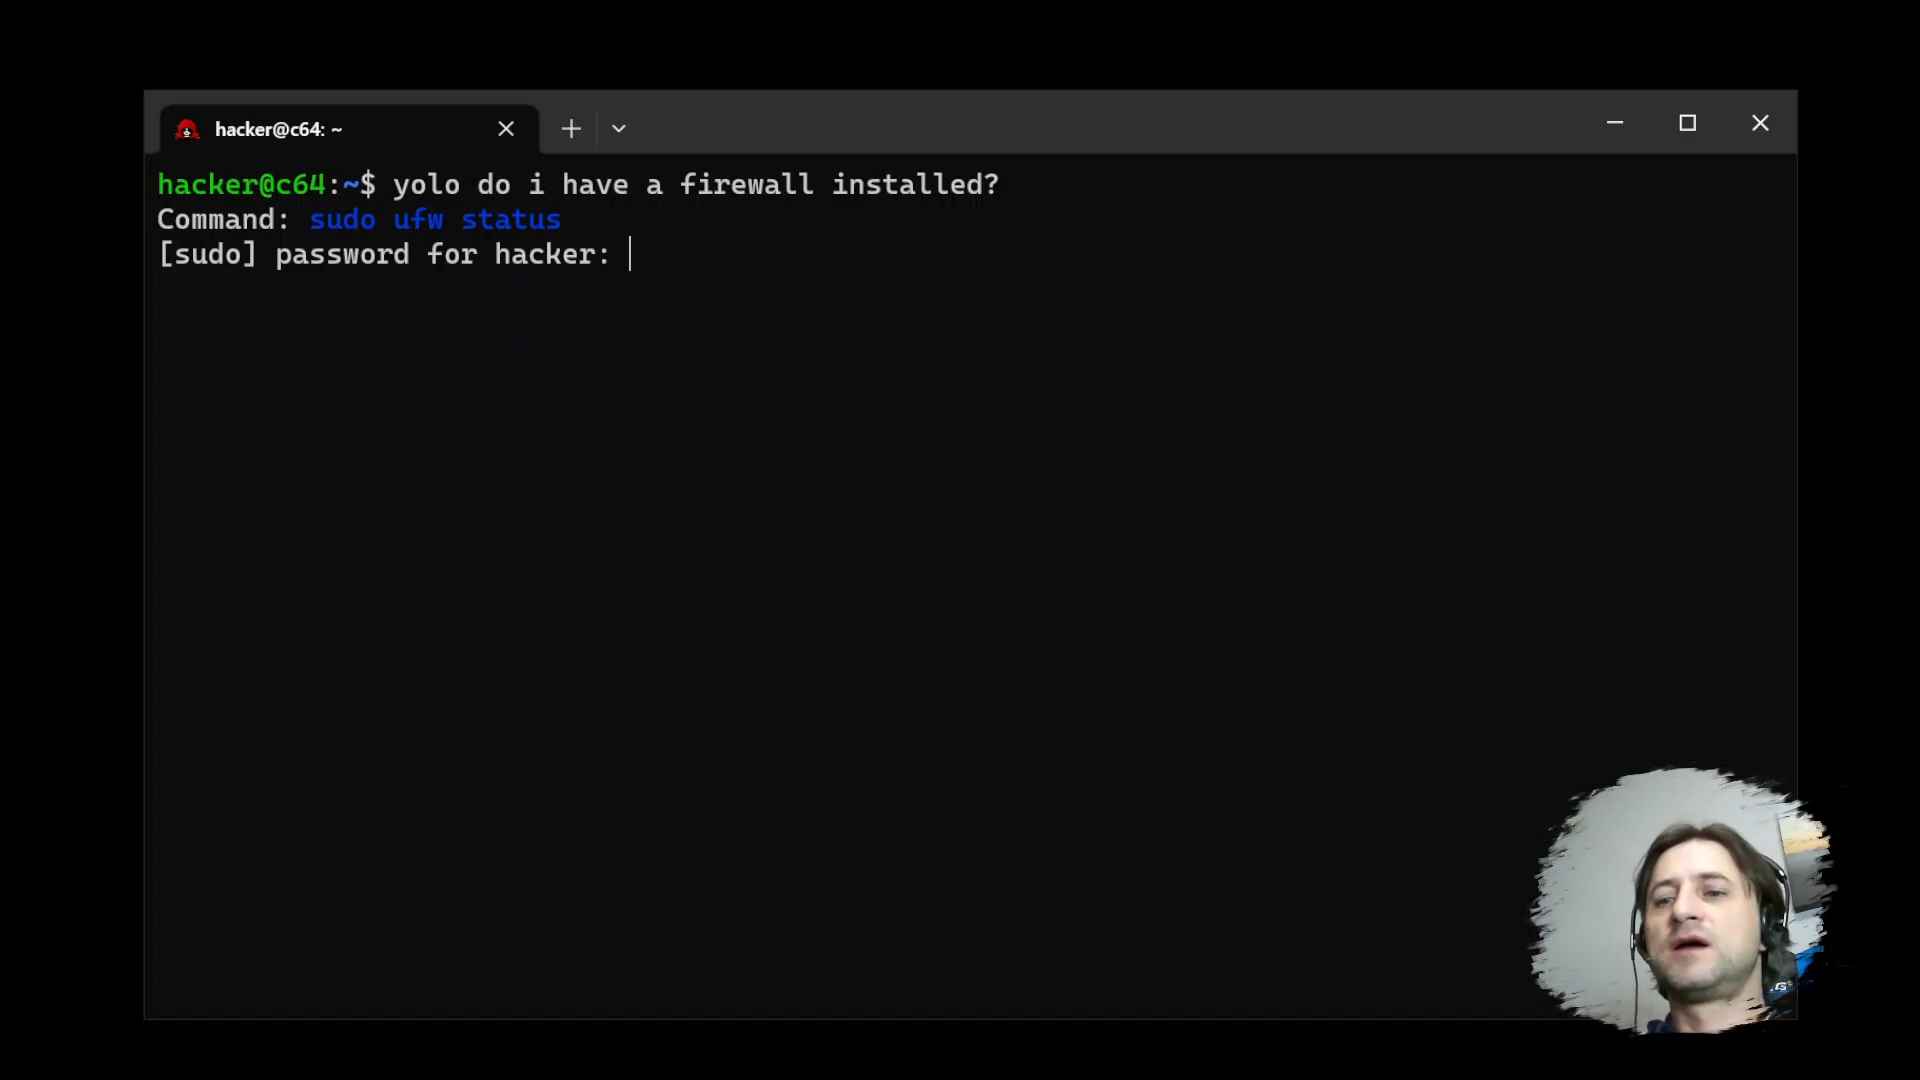 hacker@c64: ~
hacker@c64:~$ yolo do i have a firewall installed?
Command: sudo ufw status
[sudo] password for hacker: